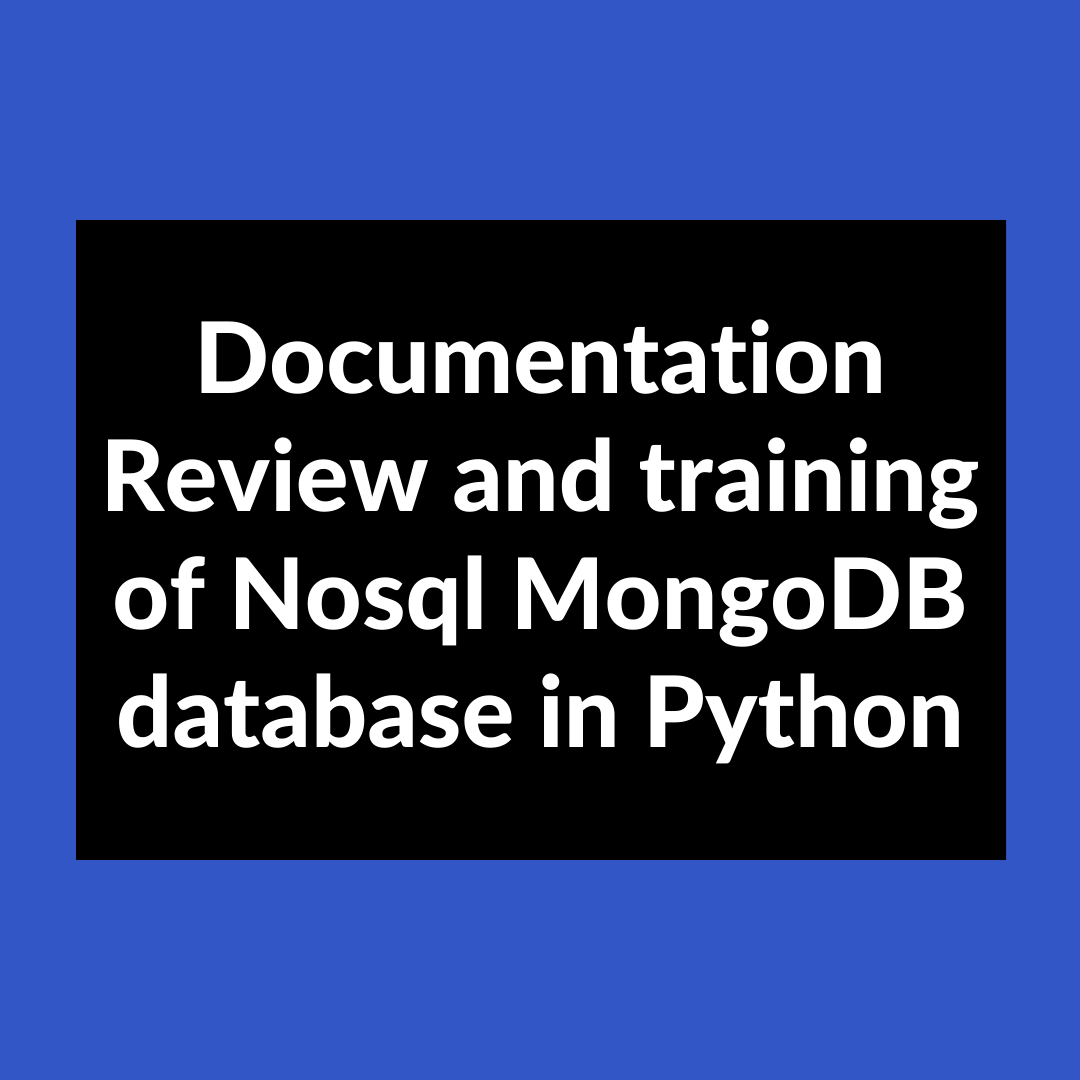 Documentation
Review and training
of Nosql MongoDB
database in Python